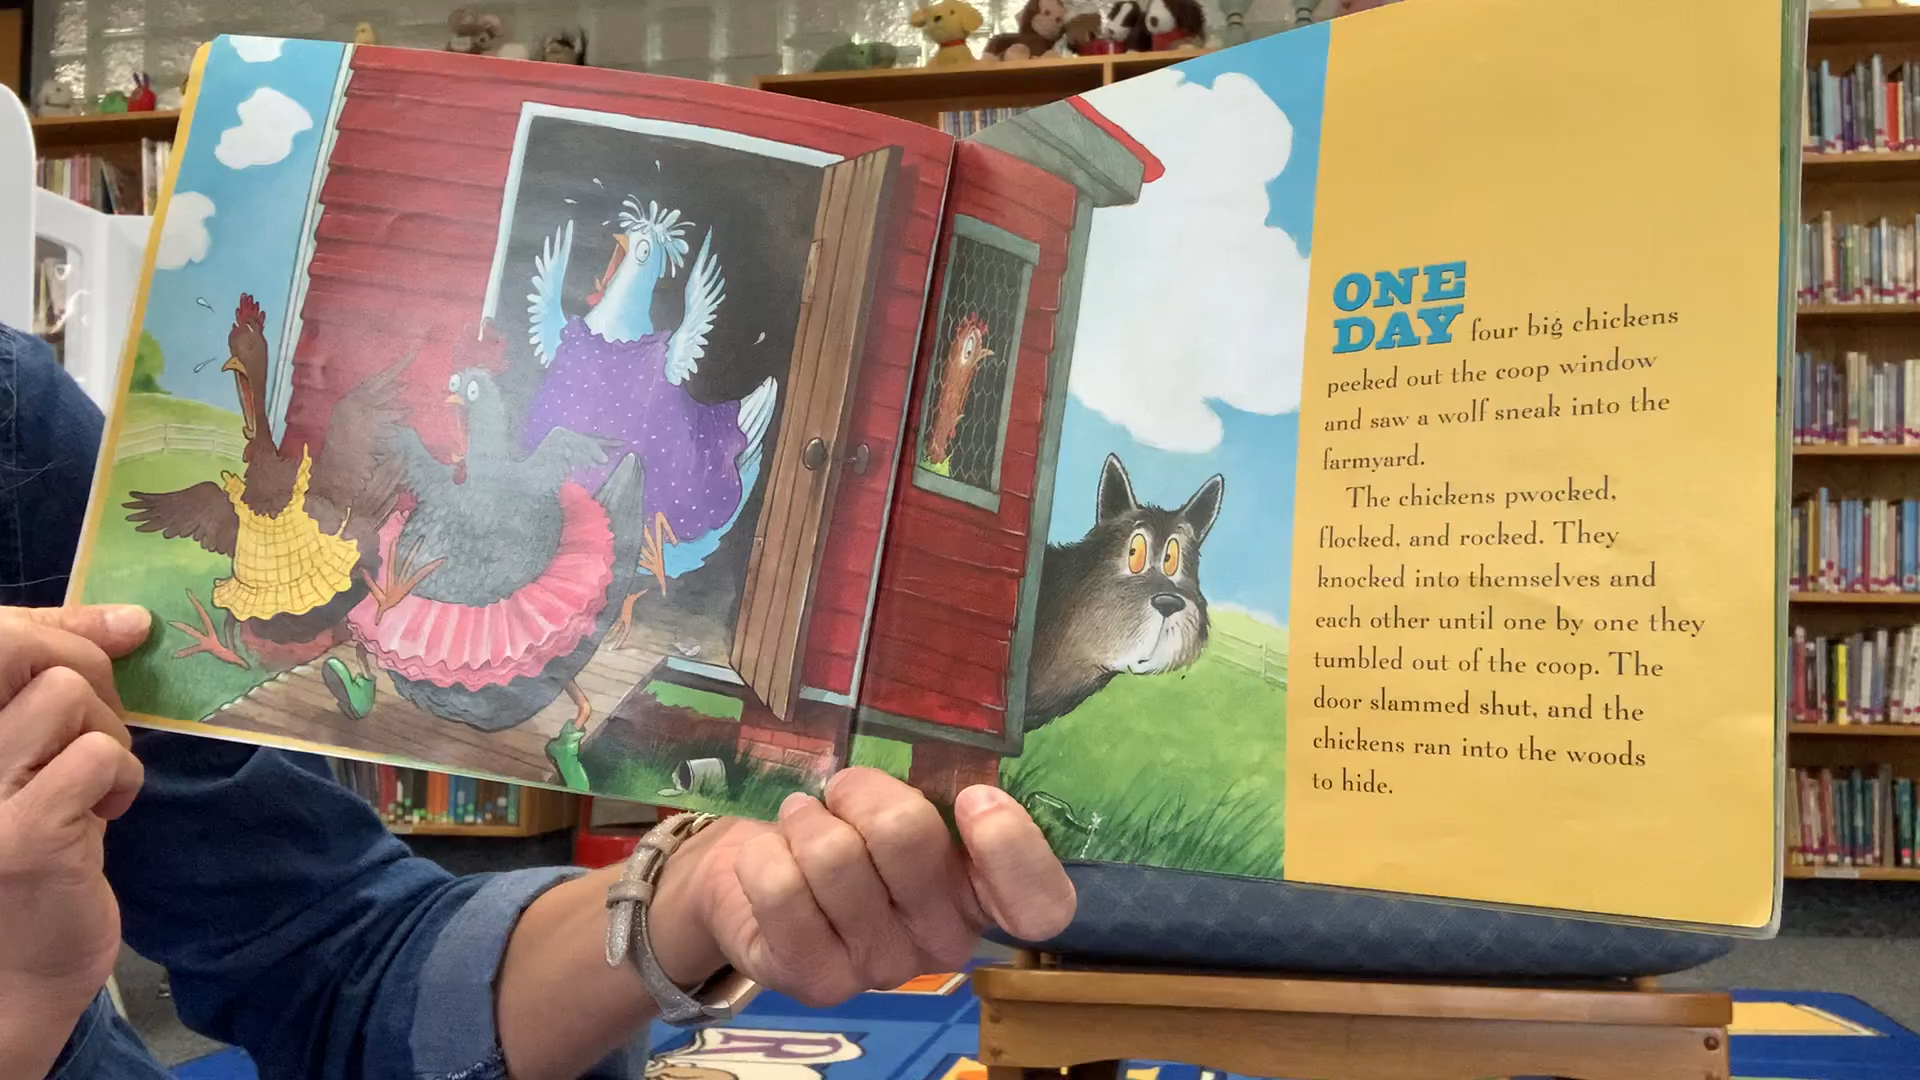 ONE
DAY four big chickens
peeked out the coop window
and saw a wolf sneak into the
farmyard.
The chickens pwocked,
flocked, and rocked. They
knocked into themselves and
each other until one by one they
tumbled out of the coop. The
door slammed shut, and the
chickens ran into the woods
to hide.
R